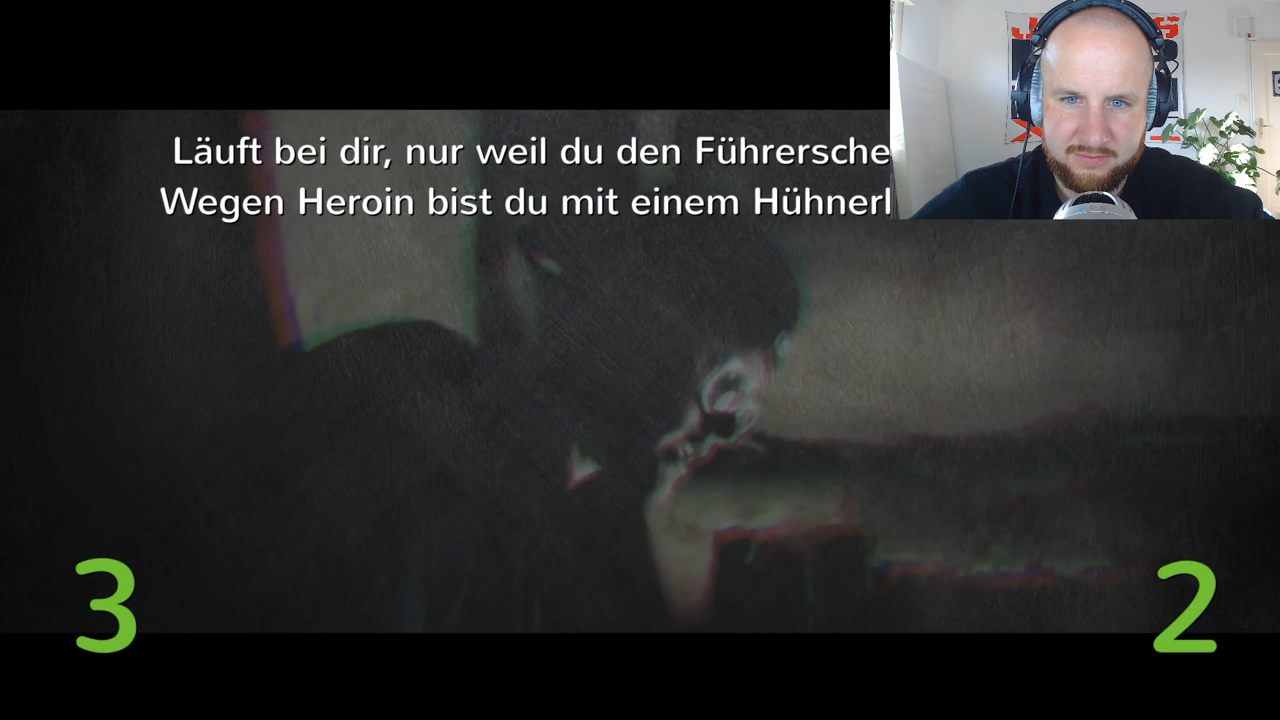 Läuft bei dir, nur weil du den Führersche
Wegen Heroin bist du mit einem Hühnerl
3
2